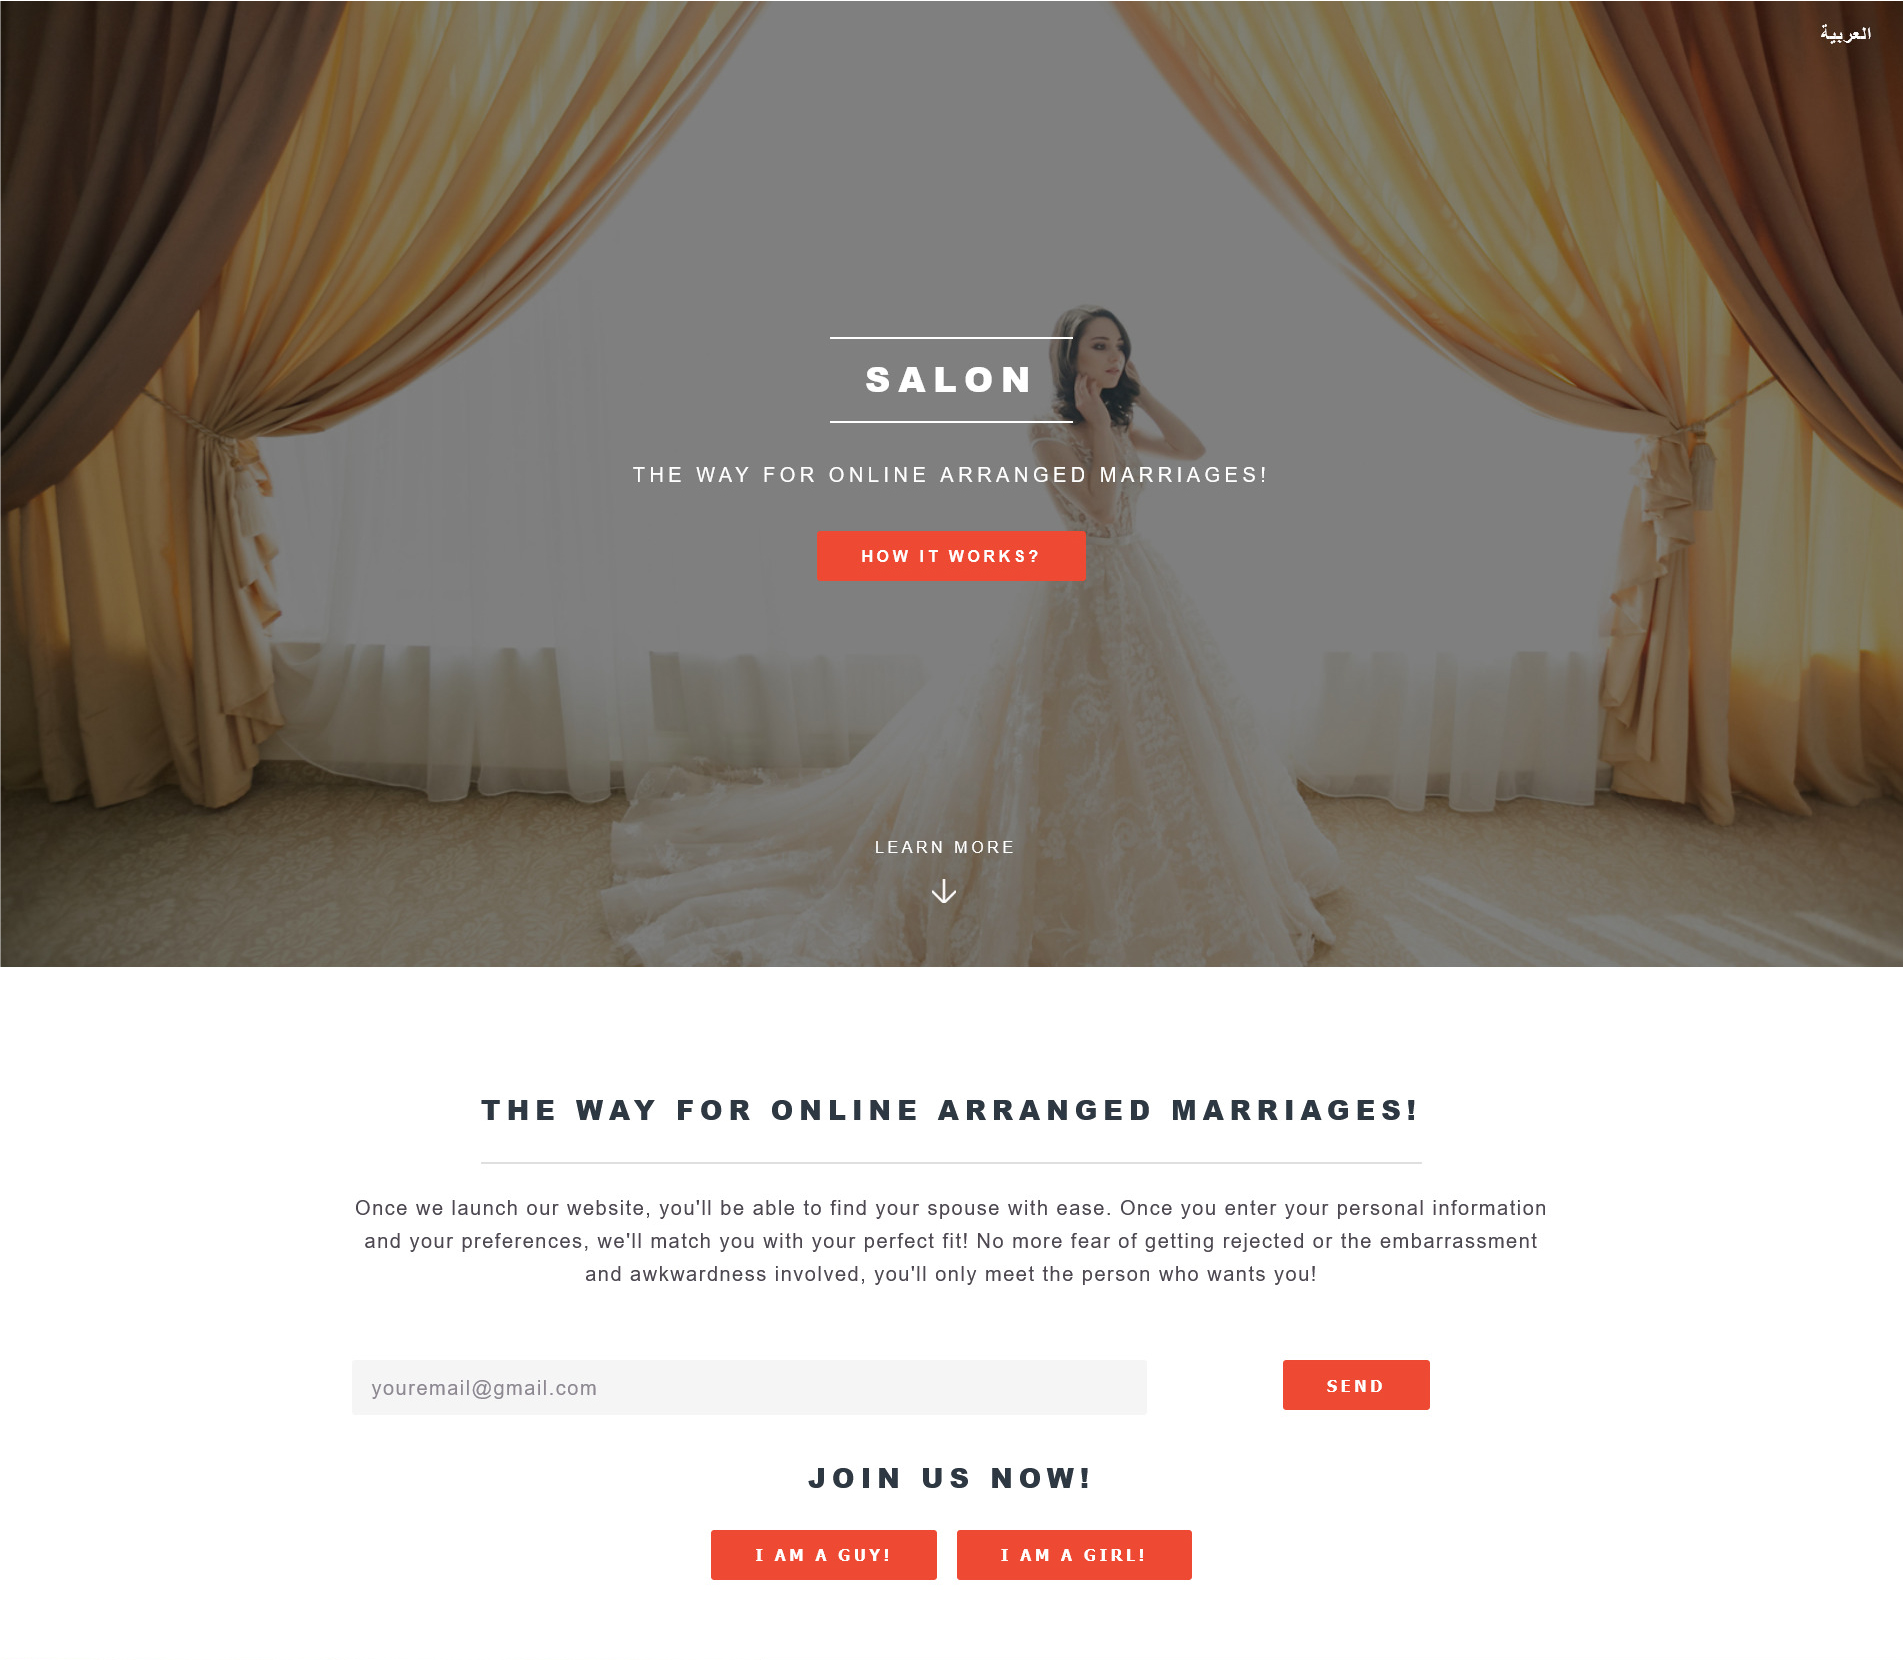 العربية
SALON
THE WAY FOR ONLINE ARRANGED MARRIAGES!
HOW IT WORKS?
LEARN MORE
THE WAY FOR ONLINE ARRANGED MARRIAGES!
Once we launch our website, you'll be able to find your spouse with ease. Once you enter your personal information
and your preferences, we'll match you with your perfect fit! No more fear of getting rejected or the embarrassment
and awkwardness involved, you'll only meet the person who wants you!
youremail@gmail.com
SEND
JOIN US NOW!
I AM A GUY!
I AM A GIRL!